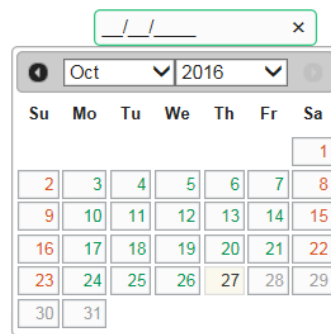 __/__/____ ×
Oct 2016
Su Mo Tu We Th Fr Sa
1
2 3 4 5 6 7 8
9 10 11 12 13 14 15
16 17 18 19 20 21 22
23 24 25 26 27 28 29
30 31